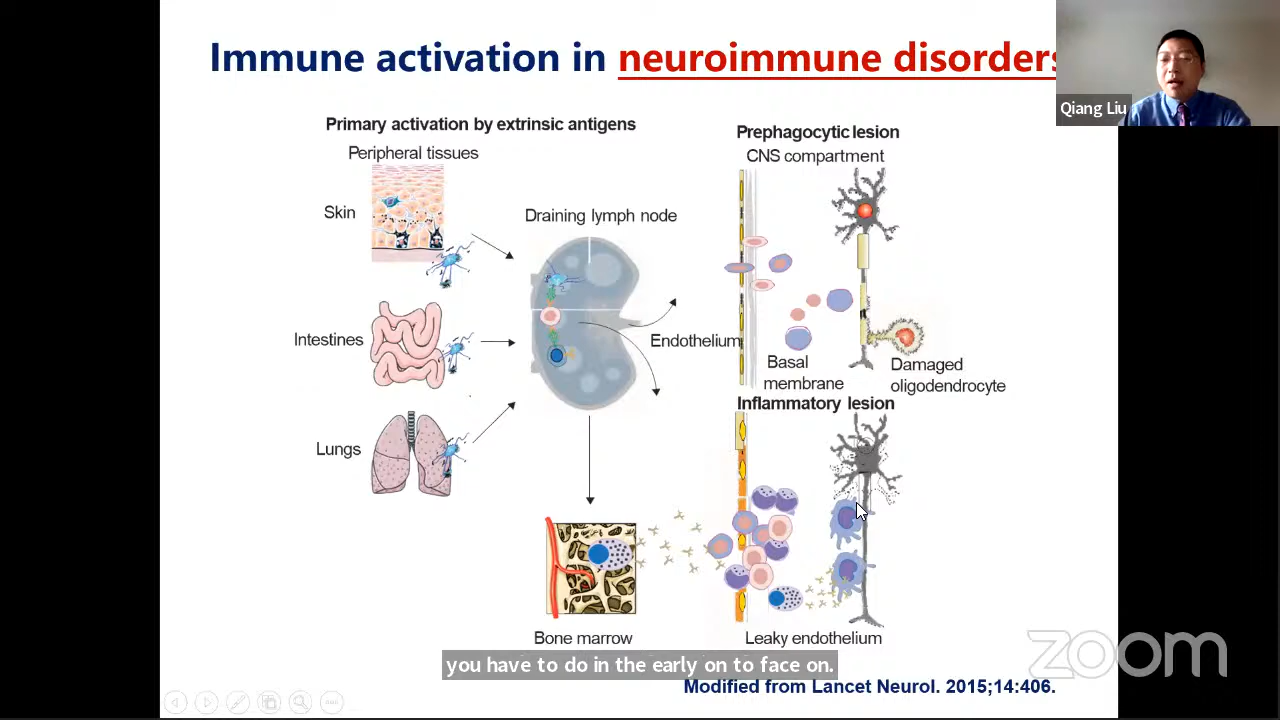 Immune activation in neuroimmune disorders
Qiang Liu
Primary activation by extrinsic antigens
Peripheral tissues
Skin
Intestines
Lungs
Draining lymph node
Endothelium
Bone marrow
Prephagocytic lesion
CNS compartment
Basal
membrane
Damaged
oligodendrocyte
Inflammatory lesion
Leaky endothelium
you have to do in the early on to face on.
Modified from Lancet Neurol. 2015;14:406.
zoom